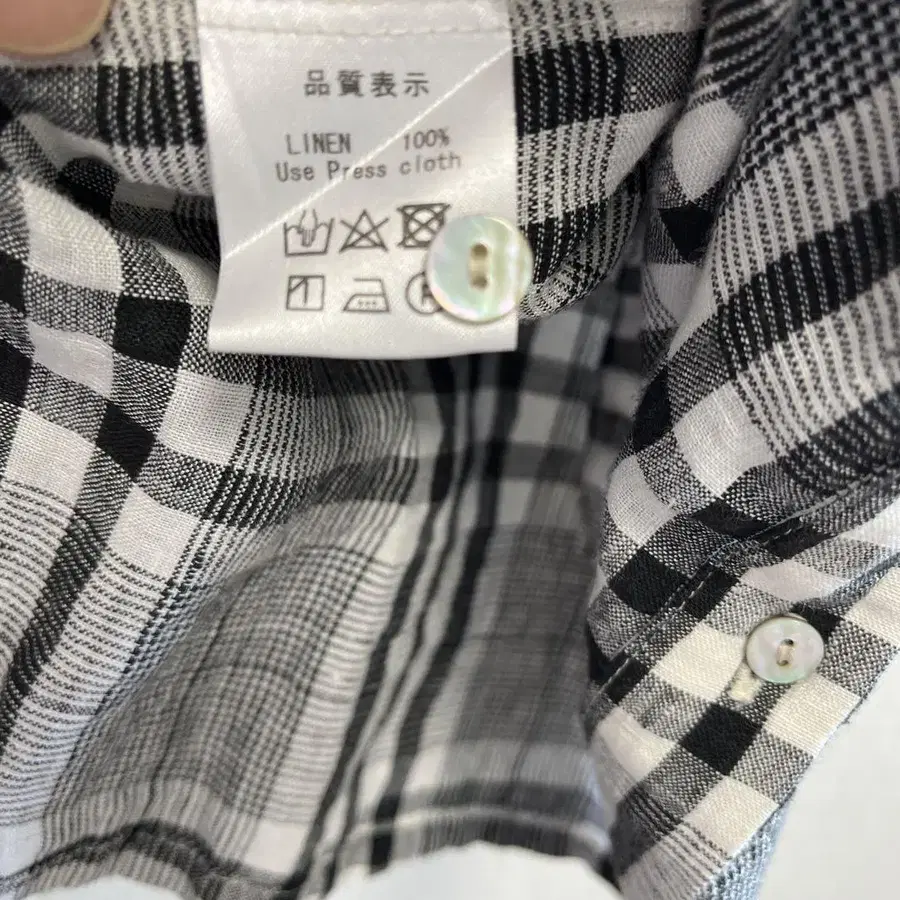 品質表示
LINEN 100%
Use Press cloth